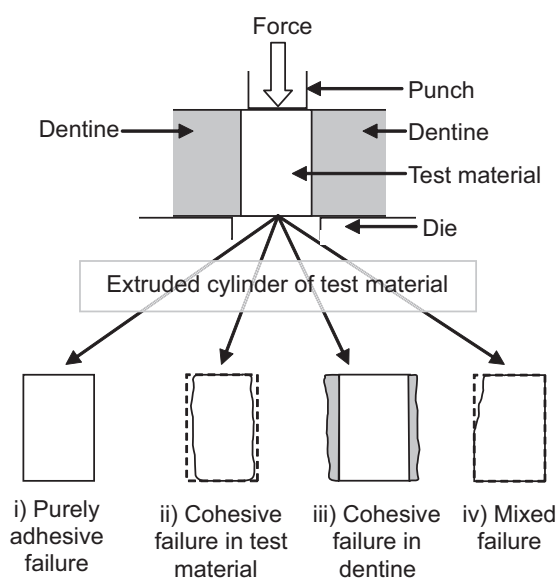 Force
Punch
Dentine
Dentine
Test material
Die
Extruded cylinder of test material
i) Purely
adhesive
failure
ii) Cohesive
failure in test
material
iii) Cohesive
failure in
dentine
iv) Mixed
failure